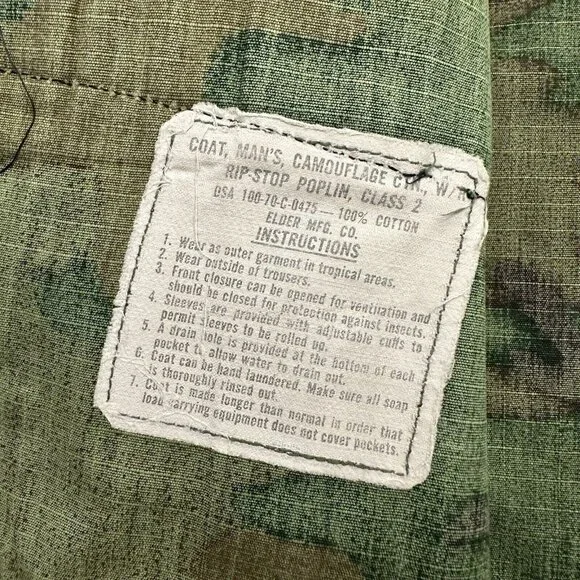 COAT, MAN'S, CAMOUFLAGE CTN., W/R
RIP-STOP POPLIN, CLASS 2
DSA 100-70-C-0475 — 100% COTTON
ELDER MFG. CO.
INSTRUCTIONS
1. Wear as outer garment in tropical areas.
2. Wear outside of trousers.
3. Front closure can be opened for ventilation and
should be closed for protection against insects.
4. Sleeves are provided with adjustable cuffs to
permit sleeves to be rolled up.
5. A drain hole is provided at the bottom of each
pocket to allow water to drain out.
6. Coat can be hand laundered. Make sure all soap
is thoroughly rinsed out.
7. Coat is made longer than normal in order that
load carrying equipment does not cover pockets.